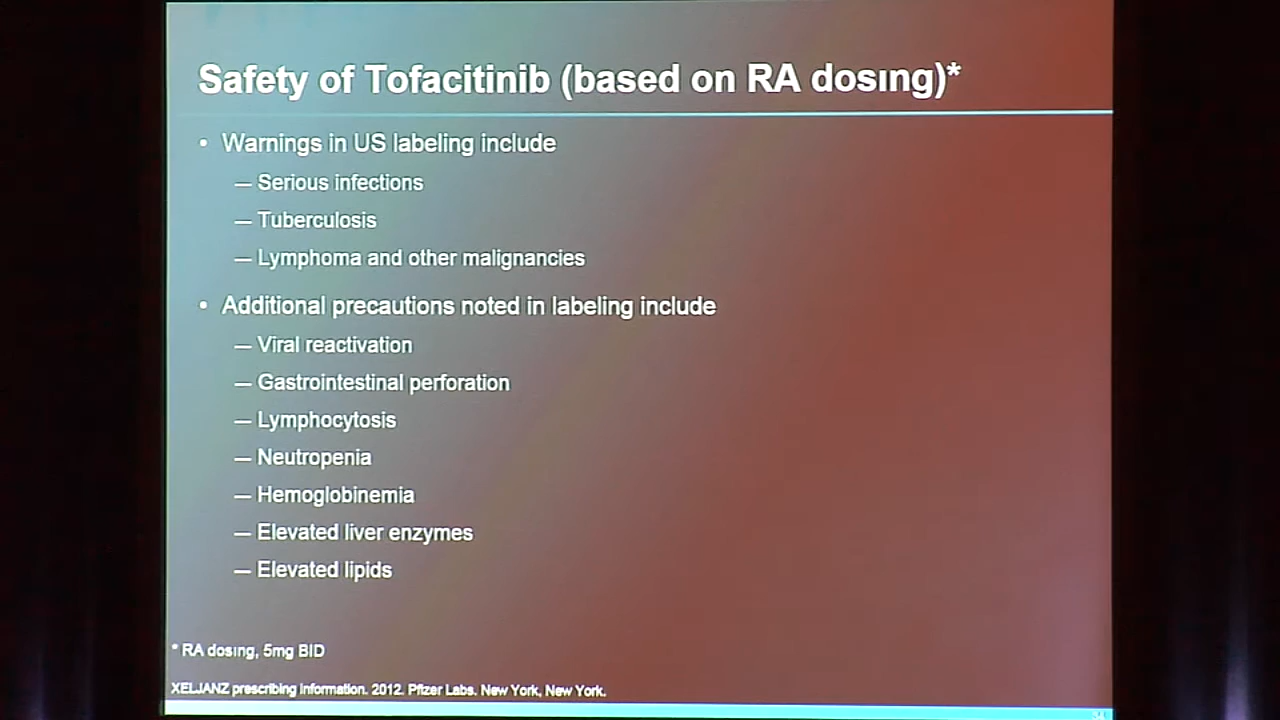 Safety of Tofacitinib (based on RA dosing)*
• Warnings in US labeling include
— Serious infections
— Tuberculosis
— Lymphoma and other malignancies
• Additional precautions noted in labeling include
— Viral reactivation
— Gastrointestinal perforation
— Lymphocytosis
— Neutropenia
— Hemoglobinemia
— Elevated liver enzymes
— Elevated lipids
* RA dosing, 5mg BID
XELJANZ prescribing information. 2012. Pfizer Labs. New York, New York.